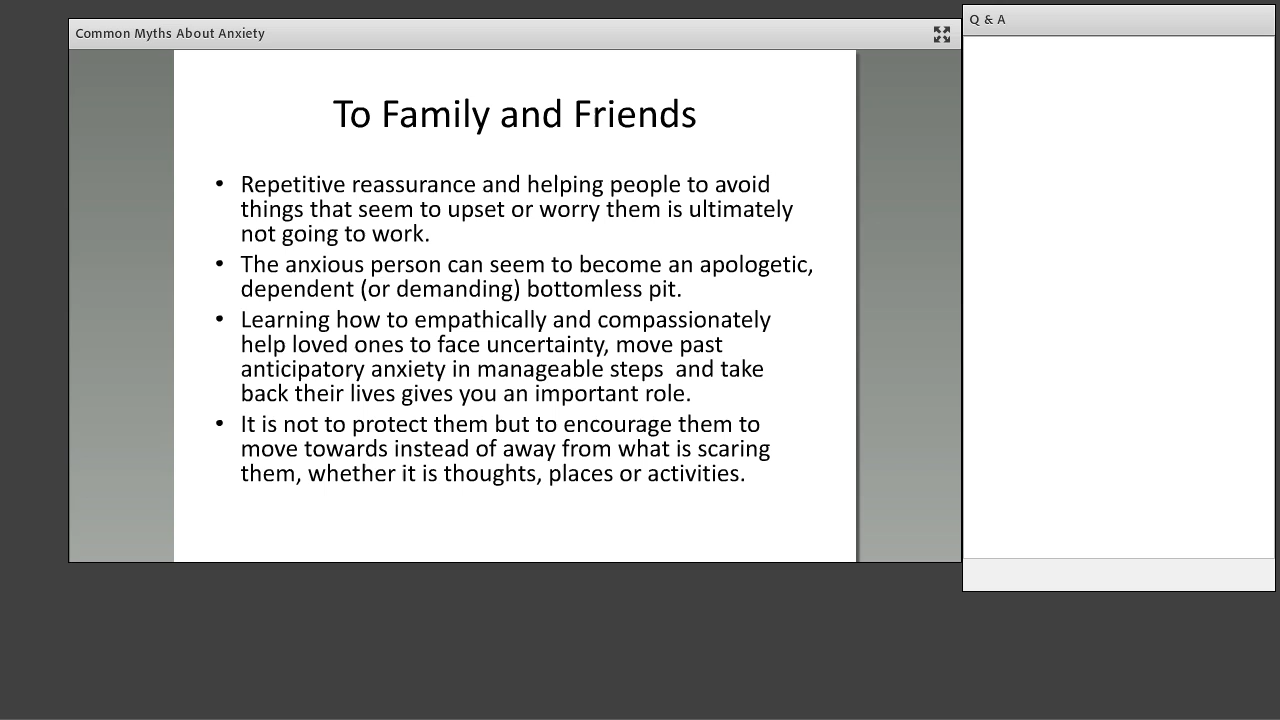 Common Myths About Anxiety
Q & A
To Family and Friends
• Repetitive reassurance and helping people to avoid
things that seem to upset or worry them is ultimately
not going to work.
• The anxious person can seem to become an apologetic,
dependent (or demanding) bottomless pit.
• Learning how to empathically and compassionately
help loved ones to face uncertainty, move past
anticipatory anxiety in manageable steps  and take
back their lives gives you an important role.
• It is not to protect them but to encourage them to
move towards instead of away from what is scaring
them, whether it is thoughts, places or activities.